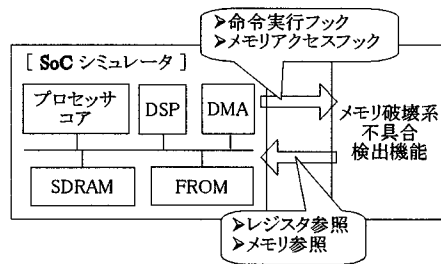 ➤命令実行フック
➤メモリアクセスフック
[ SoC シミュレータ ]
プロセッサ
コア
DSP
DMA
メモリ破壊系
不具合
検出機能
SDRAM
FROM
➤レジスタ参照
➤メモリ参照